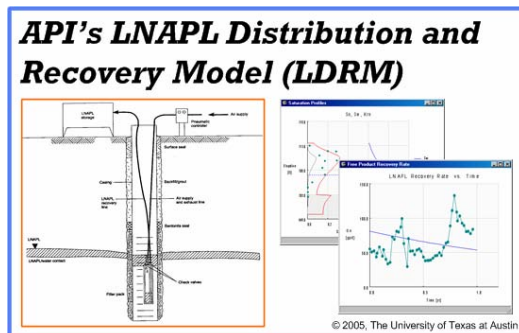 API's LNAPL Distribution and
Recovery Model (LDRM)
LNAPL
storage
Pneumatic
controller
Air supply
Surface seal
Casing
Backfill/grout
LNAPL
recovery
line
Air supply
and exhaust line
Bentonite seal
LNAPL
LNAPL/water contact
Check valves
Filter pack
Saturation Profiles
Free Product Recovery Rate
LNAPL Recovery Rate vs. Time
Time
© 2005, The University of Texas at Austin